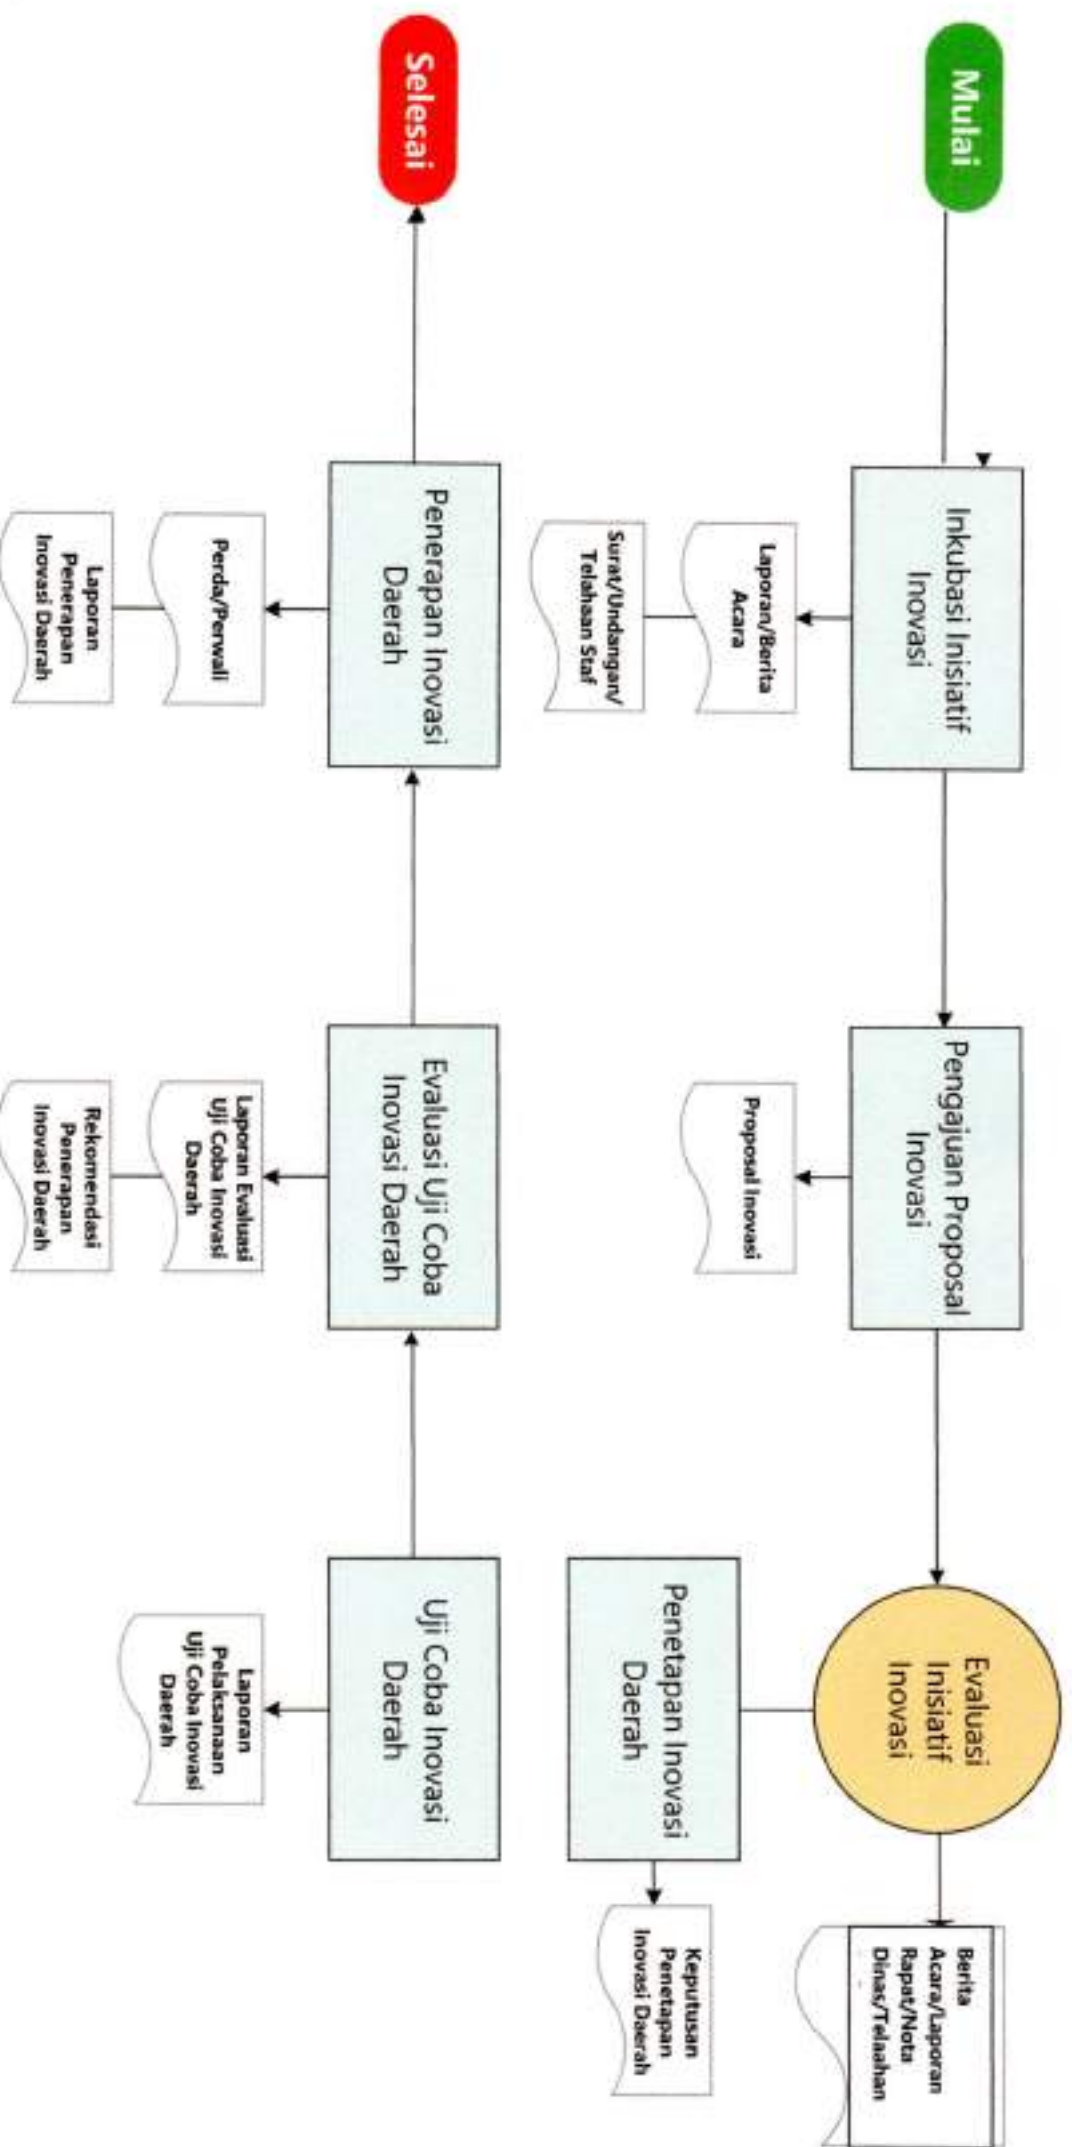 Mulai
Inkubasi Inisiatif
Inovasi
Laporan/Berita
Acara
Surat/Undangan/
Telahaan Staf
Pengajuan Proposal
Inovasi
Proposal Inovasi
Evaluasi
Inisiatif
Inovasi
Berita
Acara/Laporan
Rapat/Nota
Dinas/Telaahan
Penetapan Inovasi
Daerah
Keputusan
Penetapan
Inovasi Daerah
Uji Coba Inovasi
Daerah
Laporan
Pelaksanaan
Uji Coba Inovasi
Daerah
Evaluasi Uji Coba
Inovasi Daerah
Laporan Evaluasi
Uji Coba Inovasi
Daerah
Rekomendasi
Penerapan
Inovasi Daerah
Penerapan Inovasi
Daerah
Perda/Perwali
Laporan
Penerapan
Inovasi Daerah
Selesai